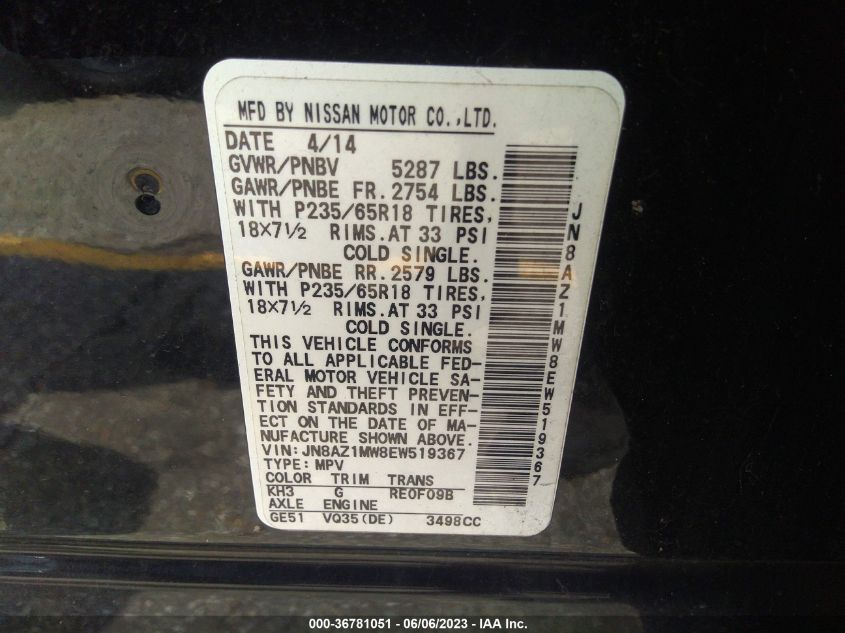 MFD BY NISSAN MOTOR CO.,LTD.
DATE 4/14
GVWR/PNBV 5287 LBS.
GAWR/PNBE FR. 2754 LBS.
WITH P235/65R18 TIRES,
18X7½ RIMS. AT 33 PSI
COLD SINGLE.
GAWR/PNBE RR. 2579 LBS.
WITH P235/65R18 TIRES,
18X7½ RIMS. AT 33 PSI
COLD SINGLE.
THIS VEHICLE CONFORMS
TO ALL APPLICABLE FED-
ERAL MOTOR VEHICLE SA-
FETY AND THEFT PREVEN-
TION STANDARDS IN EFF-
ECT ON THE DATE OF MA-
NUFACTURE SHOWN ABOVE.
VIN: JN8AZ1MW8EW519367
TYPE: MPV
COLOR TRIM TRANS
KH3 G RE0F09B
AXLE ENGINE
GE51 VQ35(DE) 3498CC
JN8AZ1MW8EW519367
000-36781051 - 06/06/2023 - © IAA Inc.